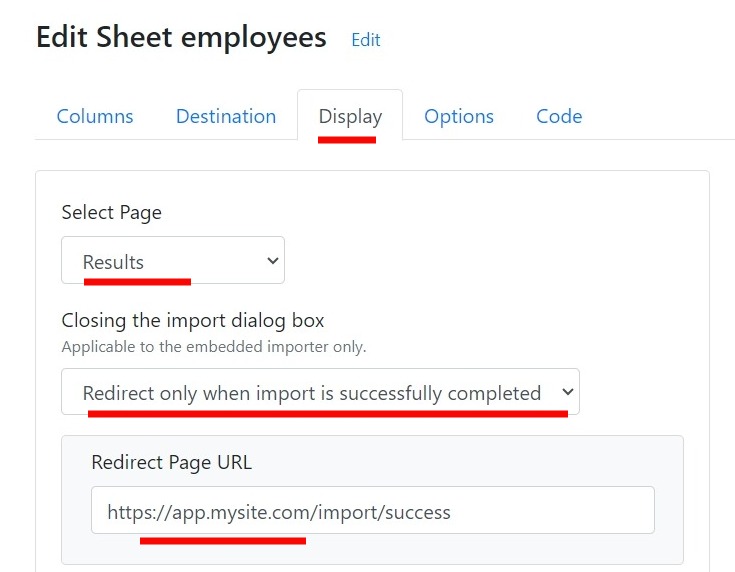 Edit Sheet employees Edit
Columns Destination Display Options Code
Select Page
Results
Closing the import dialog box
Applicable to the embedded importer only.
Redirect only when import is successfully completed
Redirect Page URL
https://app.mysite.com/import/success